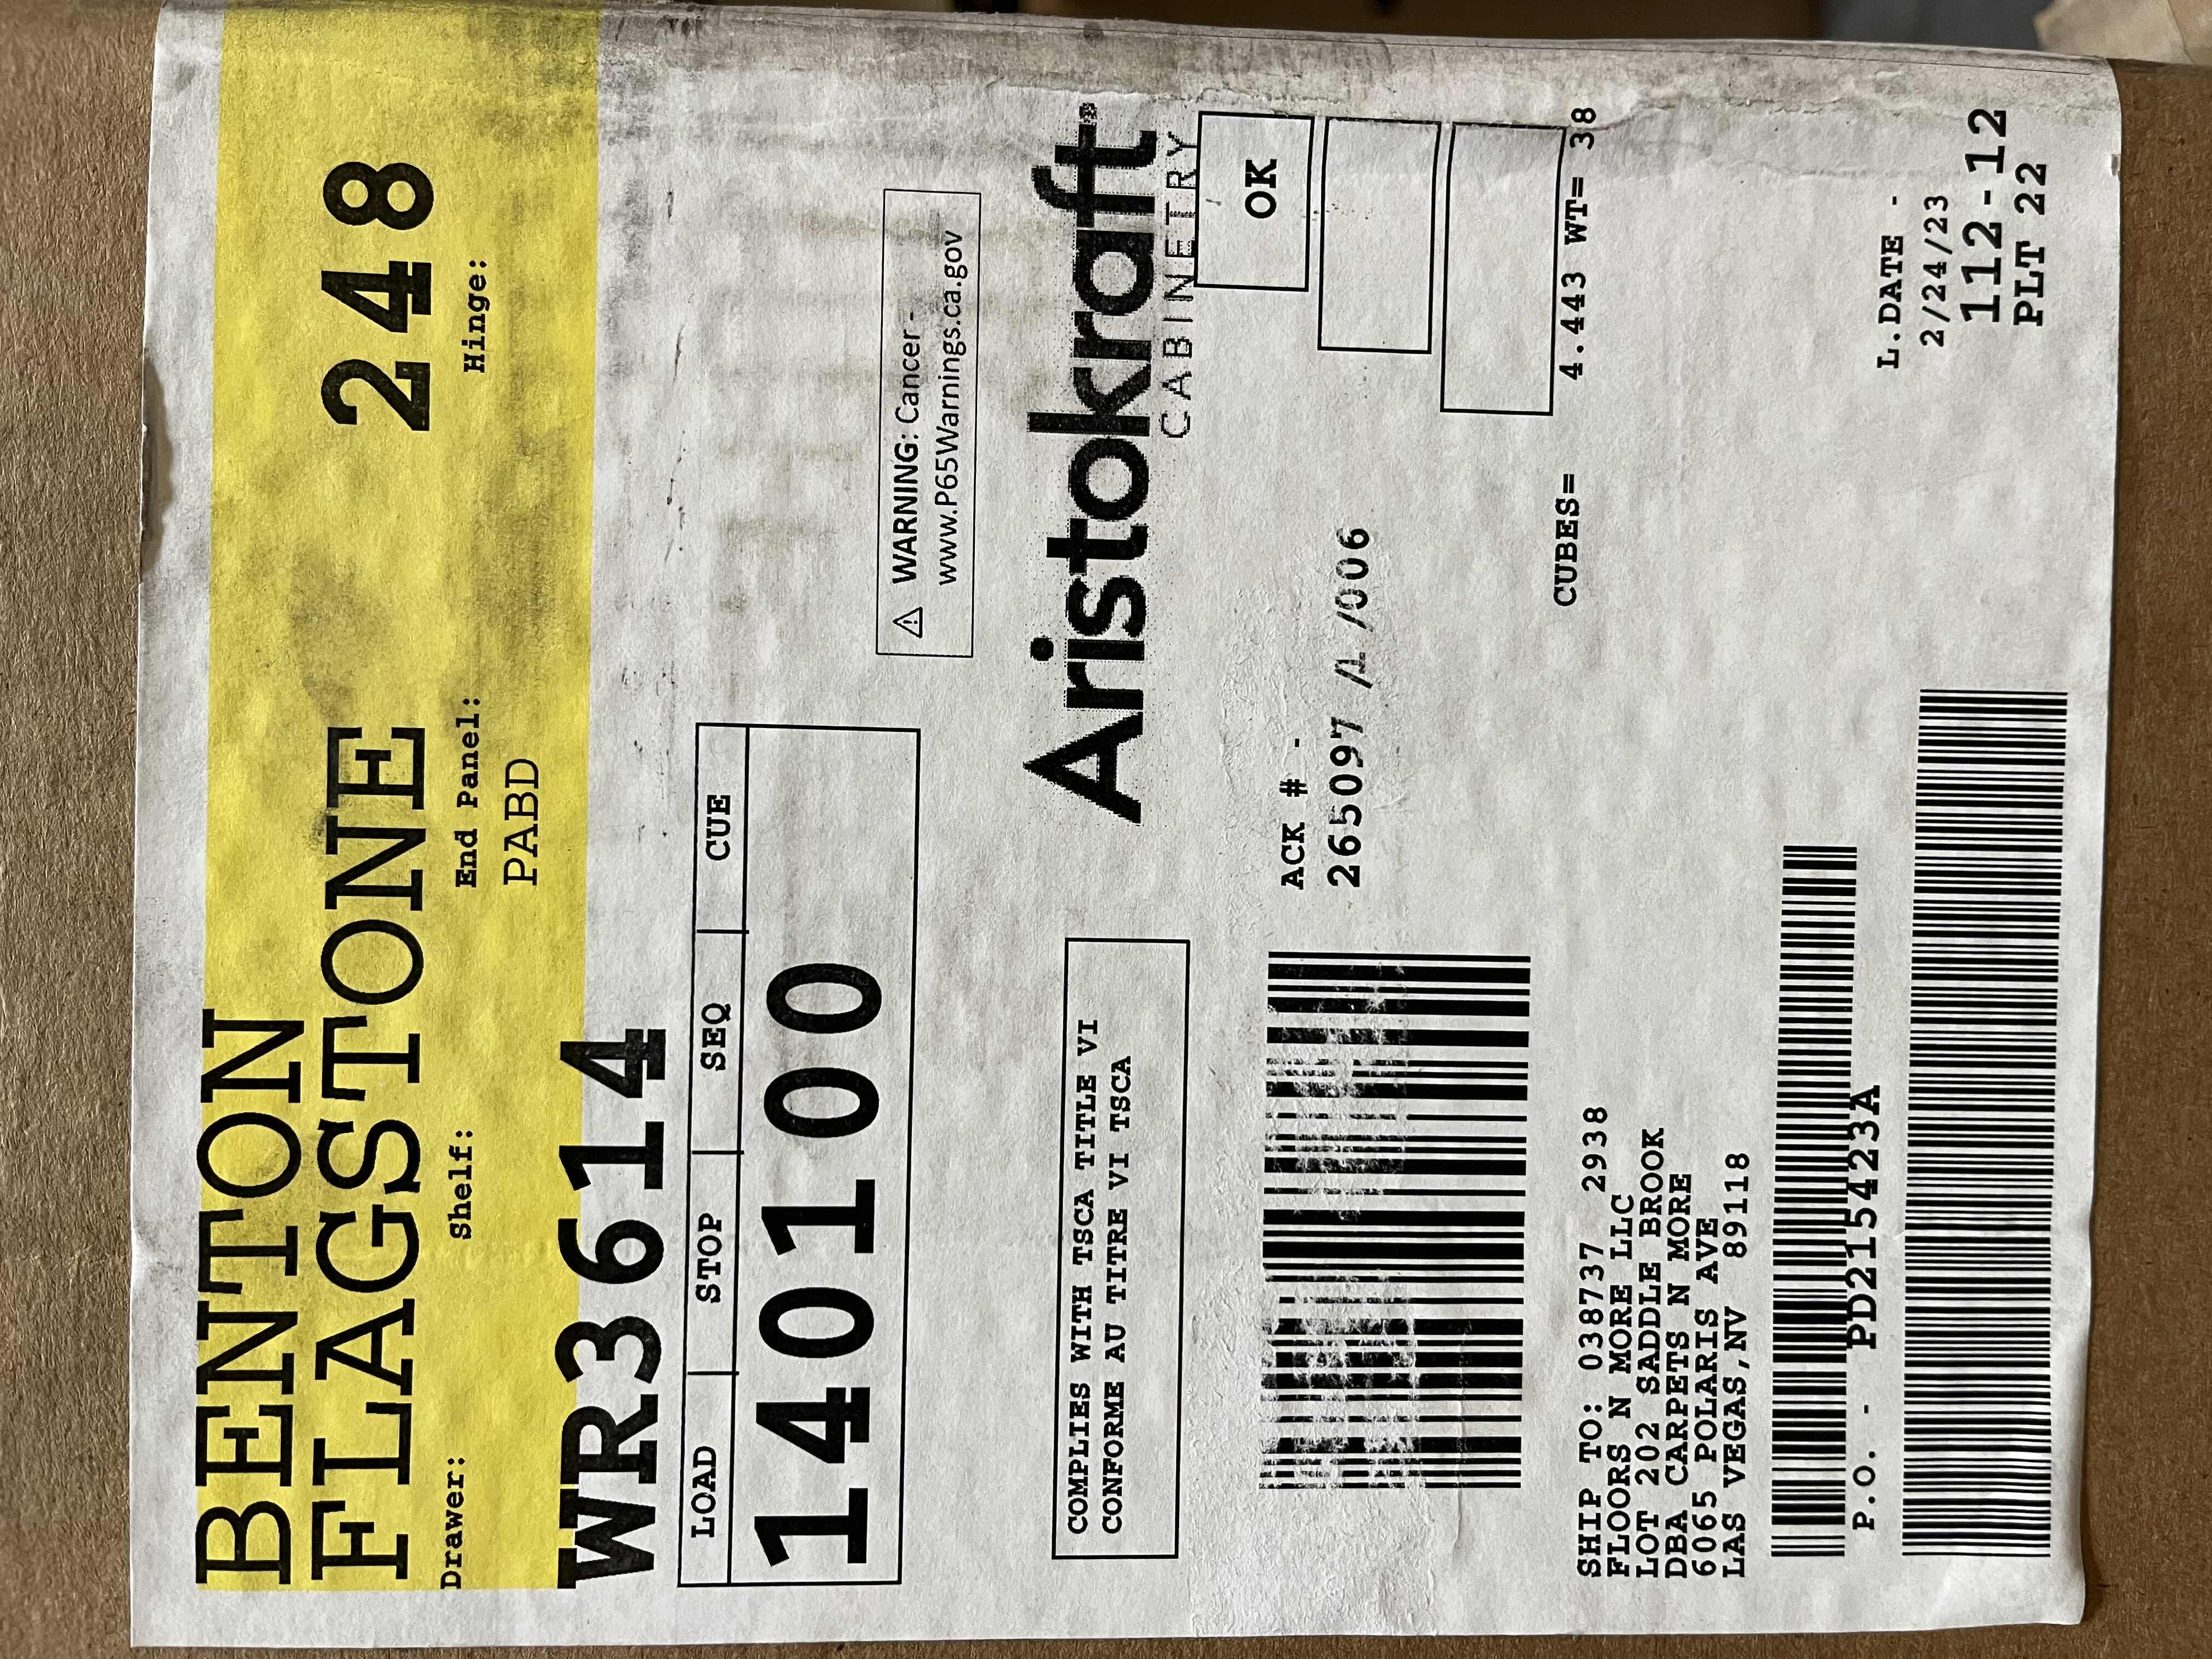 BENTON
FLAGSTONE 248
Drawer: Shelf: End Panel: Hinge:
PABD
WR3614
LOAD STOP SEQ CUE
140100
⚠ WARNING: Cancer -
www.P65Warnings.ca.gov
COMPLIES WITH TSCA TITLE VI
CONFORME AU TITRE VI TSCA
Aristokraft
CABINETRY
OK
ACK # -
2655097 /1 /006
CUBES= 4.443 WT= 38
SHIP TO: 038737 2938
FLOORS N MORE LLC
LOT 202 SADDLE BROOK
DBA CARPETS N MORE
6065 POLARIS AVE
LAS VEGAS,NV 89118
P.O. - PD215423A
L.DATE -
2/24/23
112-12
PLT 22